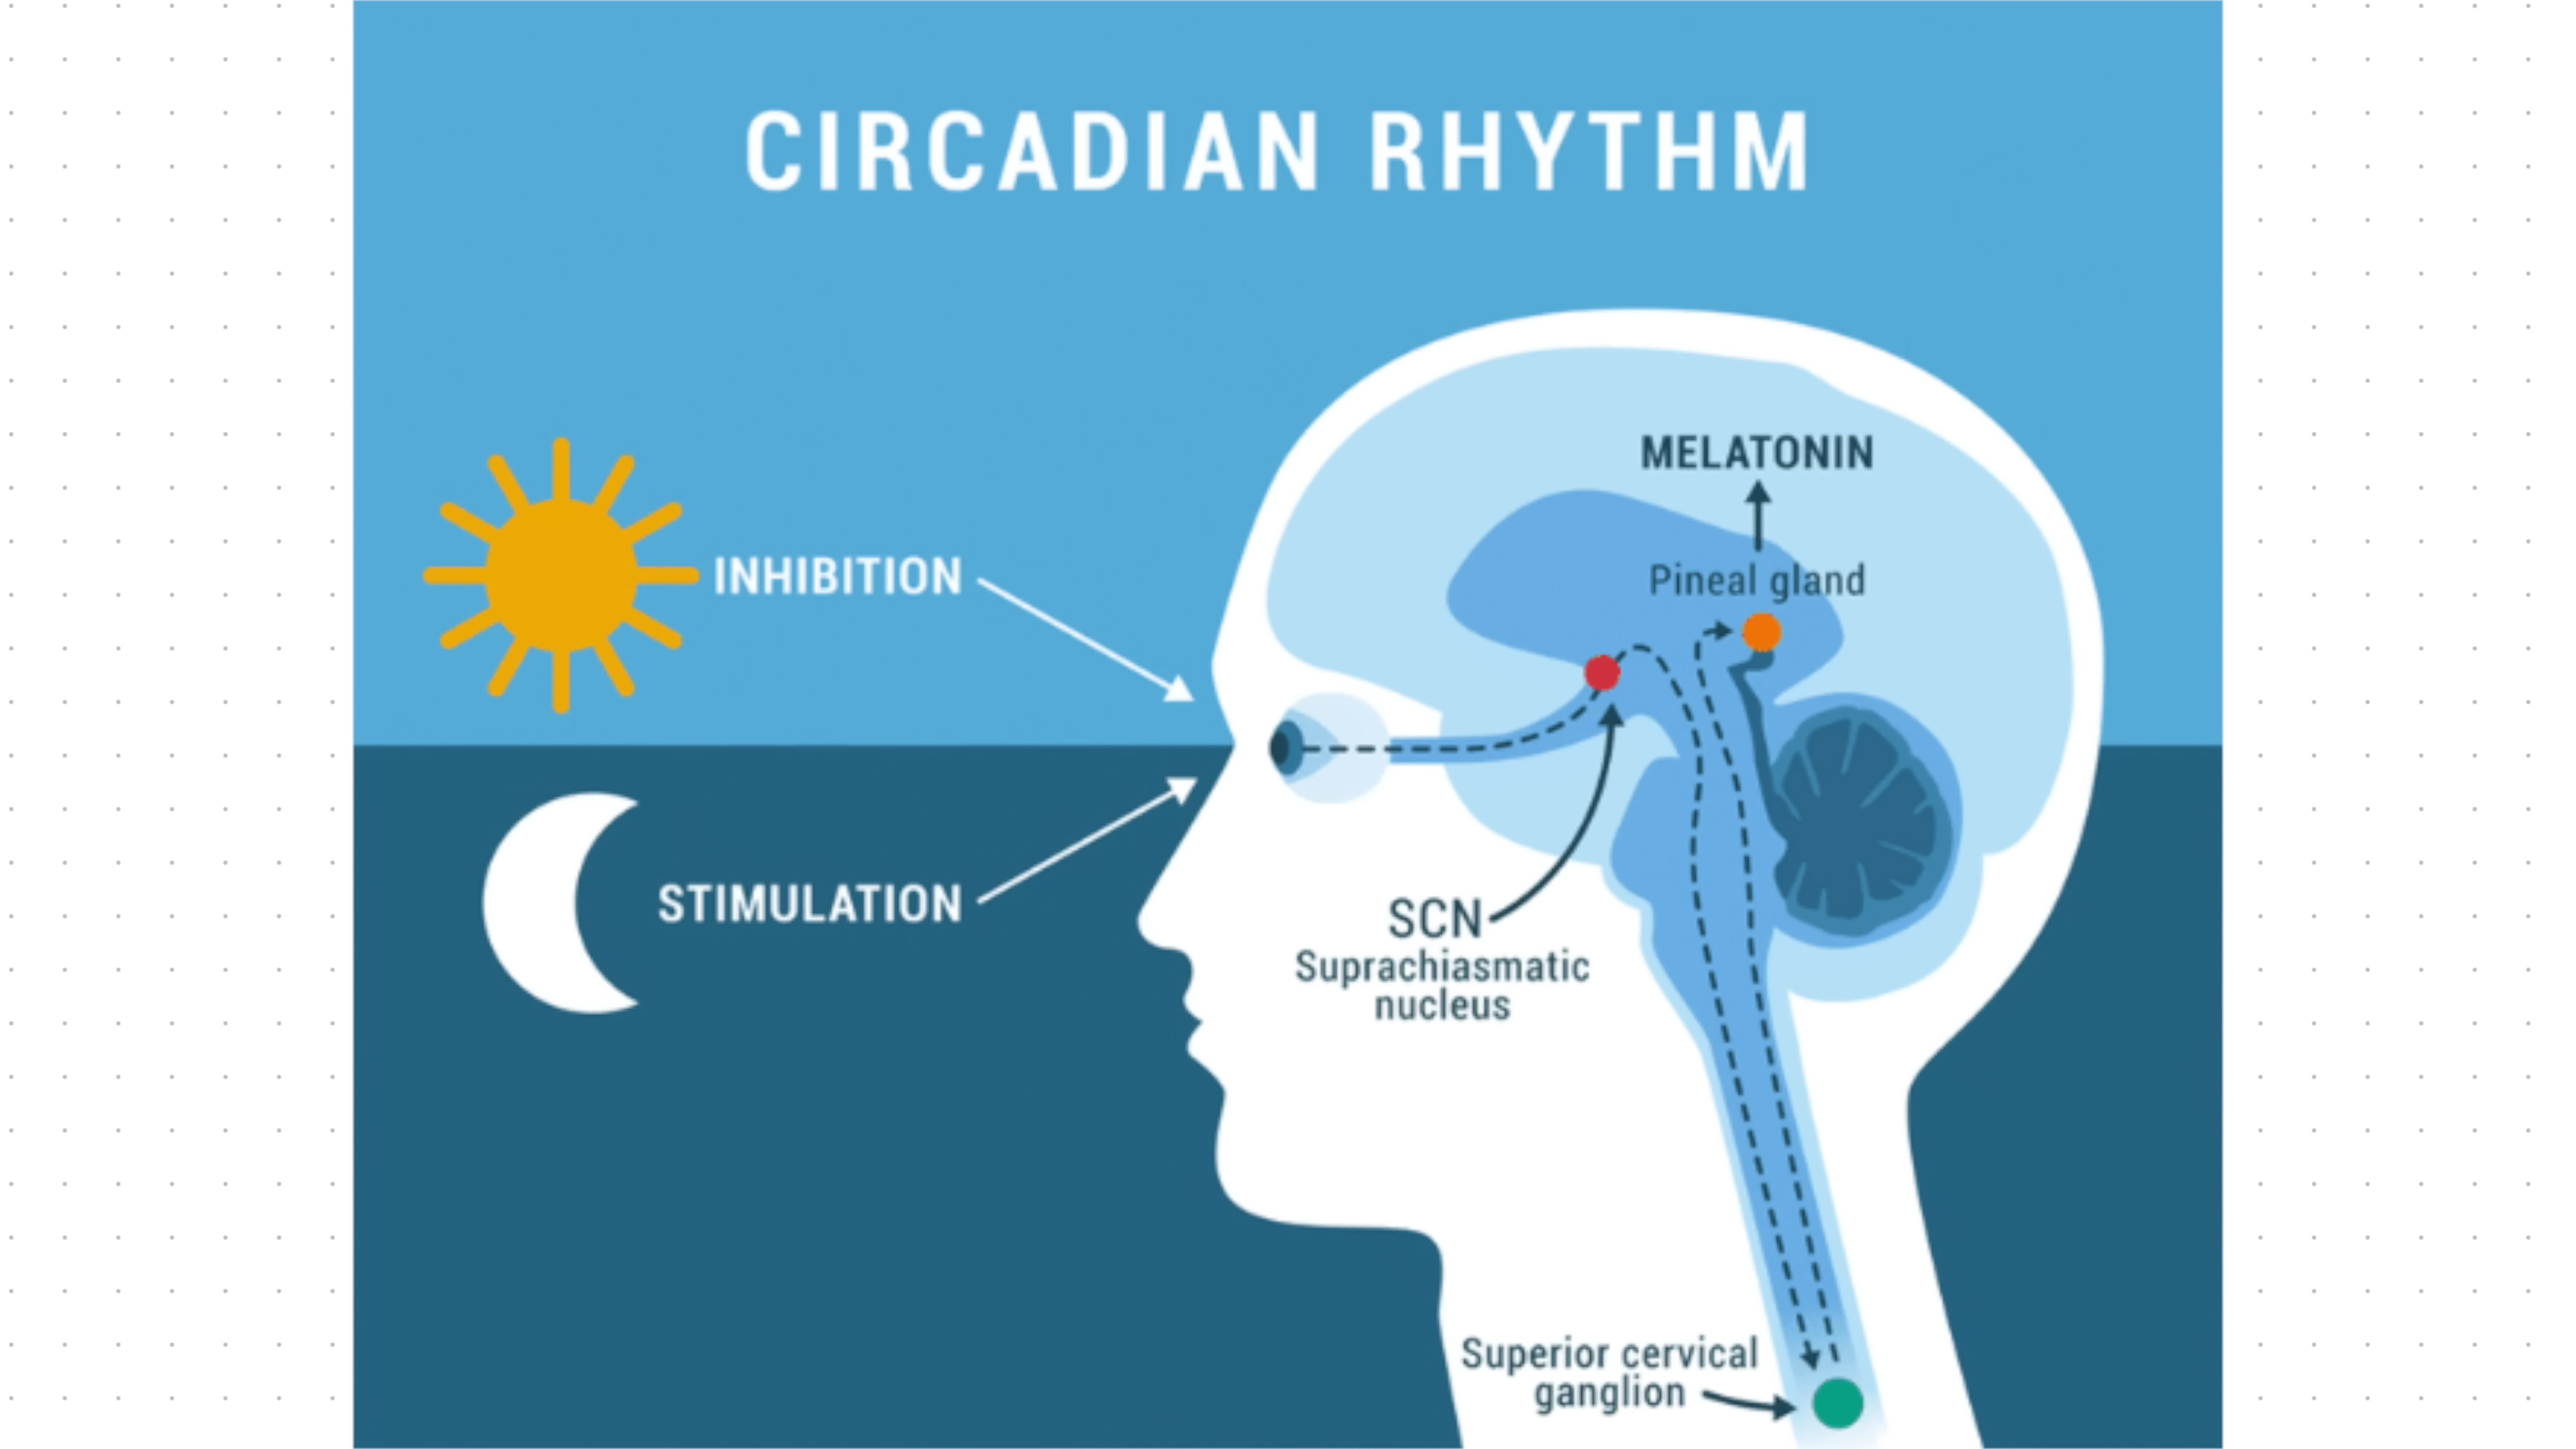 CIRCADIAN RHYTHM
MELATONIN
Pineal gland
INHIBITION
STIMULATION
SCN
Suprachiasmatic
nucleus
Superior cervical
ganglion